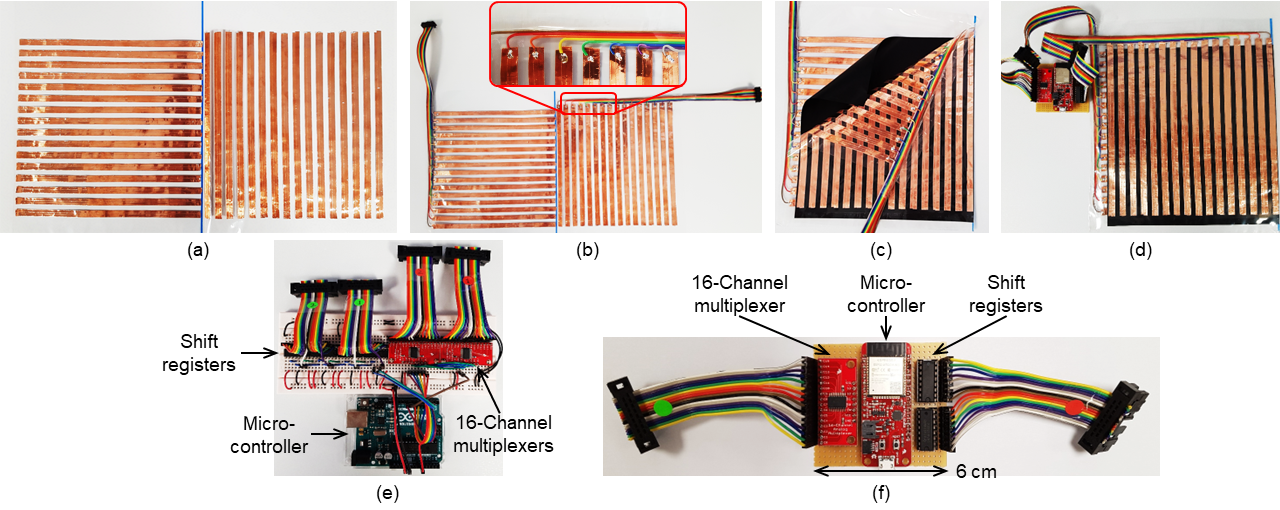 (a)
(b)
(c)
(d)
Shift
registers
Micro-
controller
16-Channel
multiplexers
(e)
16-Channel
multiplexer
Micro-
controller
Shift
registers
6 cm
(f)